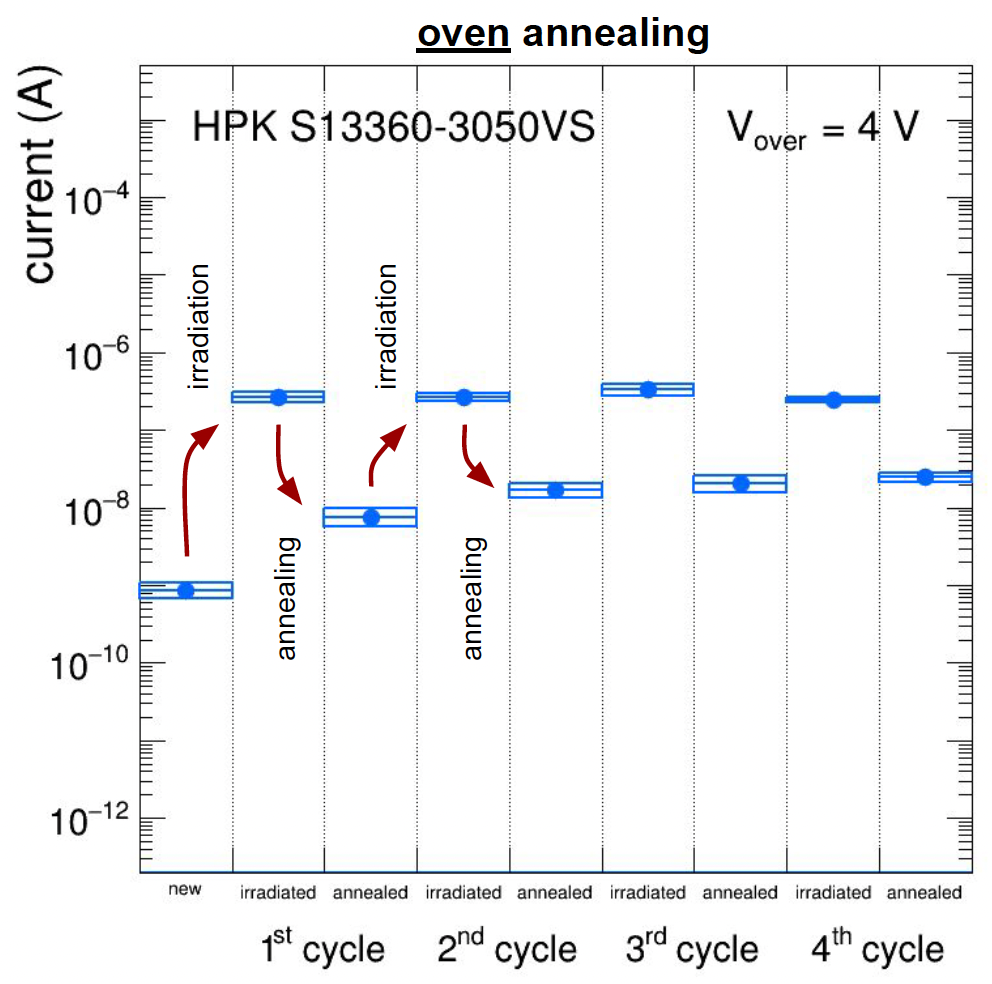 oven annealing
current (A)
HPK S13360-3050VS
V_over = 4 V
10⁻⁴
10⁻⁶
10⁻⁸
10⁻¹⁰
10⁻¹²
irradiation
irradiation
annealing
annealing
new irradiated annealed irradiated annealed irradiated annealed irradiated annealed
1ˢᵗ cycle 2ⁿᵈ cycle 3ʳᵈ cycle 4ᵗʰ cycle